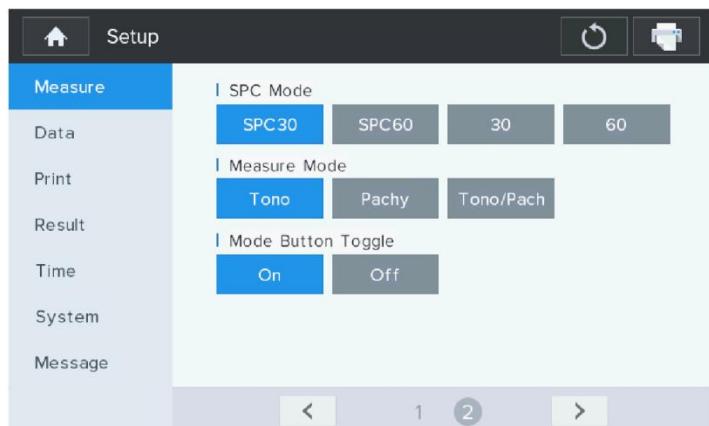 Setup
Measure
Data
Print
Result
Time
System
Message
SPC Mode
SPC30 SPC60 30 60
Measure Mode
Tono Pachy Tono/Pach
Mode Button Toggle
On Off
< 1 2 >